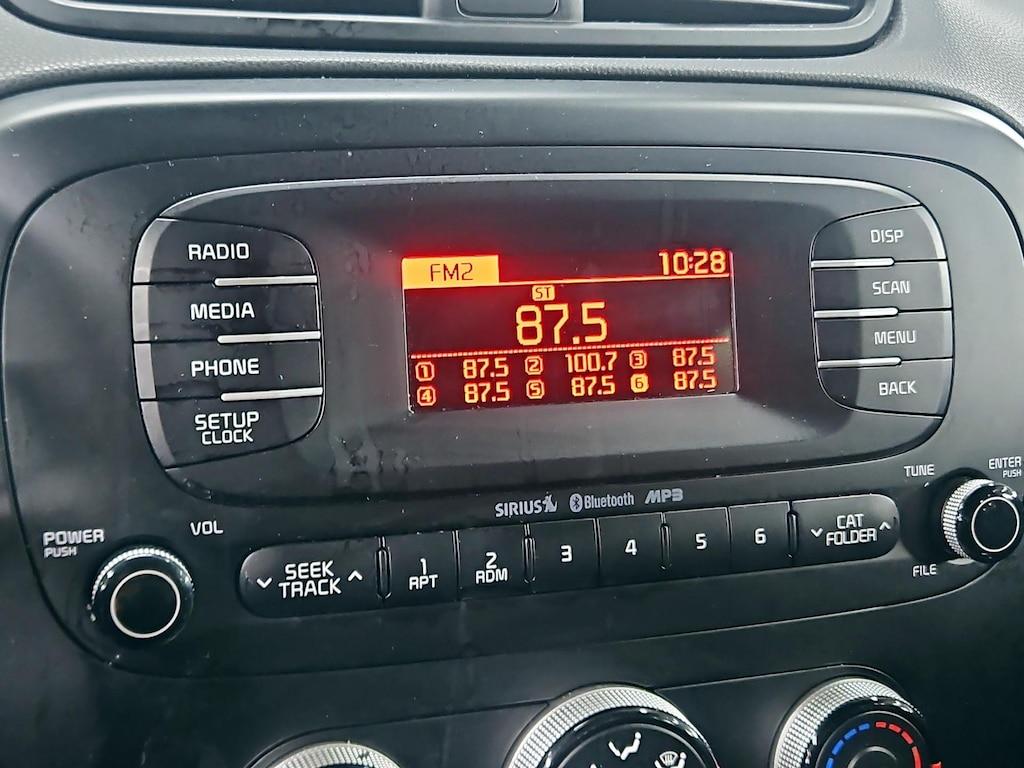 FM2 10:28
ST
87.5
1 87.5 2 100.7 3 87.5
4 87.5 5 87.5 6 87.5
RADIO
MEDIA
PHONE
SETUP
CLOCK
DISP
SCAN
MENU
BACK
SIRIUS Bluetooth MP3
POWER
PUSH
VOL
SEEK
TRACK
1
RPT
2
RDM
3
4
5
6
CAT
FOLDER
TUNE
FILE
ENTER
PUSH